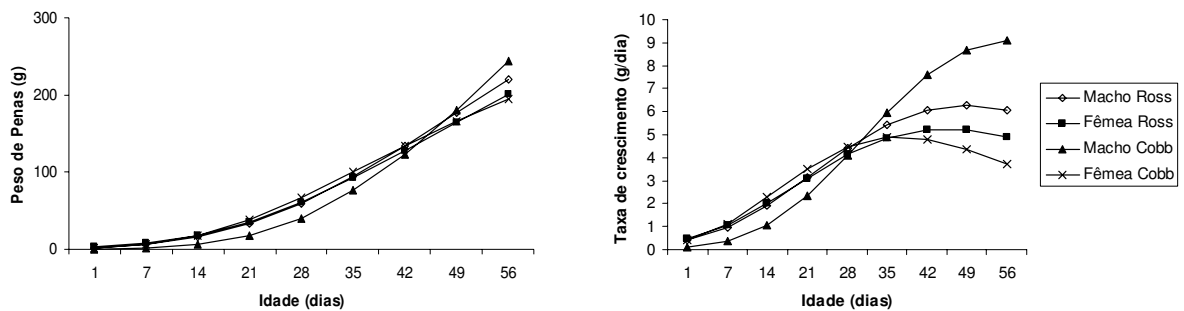 Peso de Penas (g)
300
200
100
0
1 7 14 21 28 35 42 49 56
Idade (dias)
Taxa de crescimento (g/dia)
10
9
8
7
6
5
4
3
2
1
0
1 7 14 21 28 35 42 49 56
Idade (dias)
Macho Ross
Fêmea Ross
Macho Cobb
Fêmea Cobb